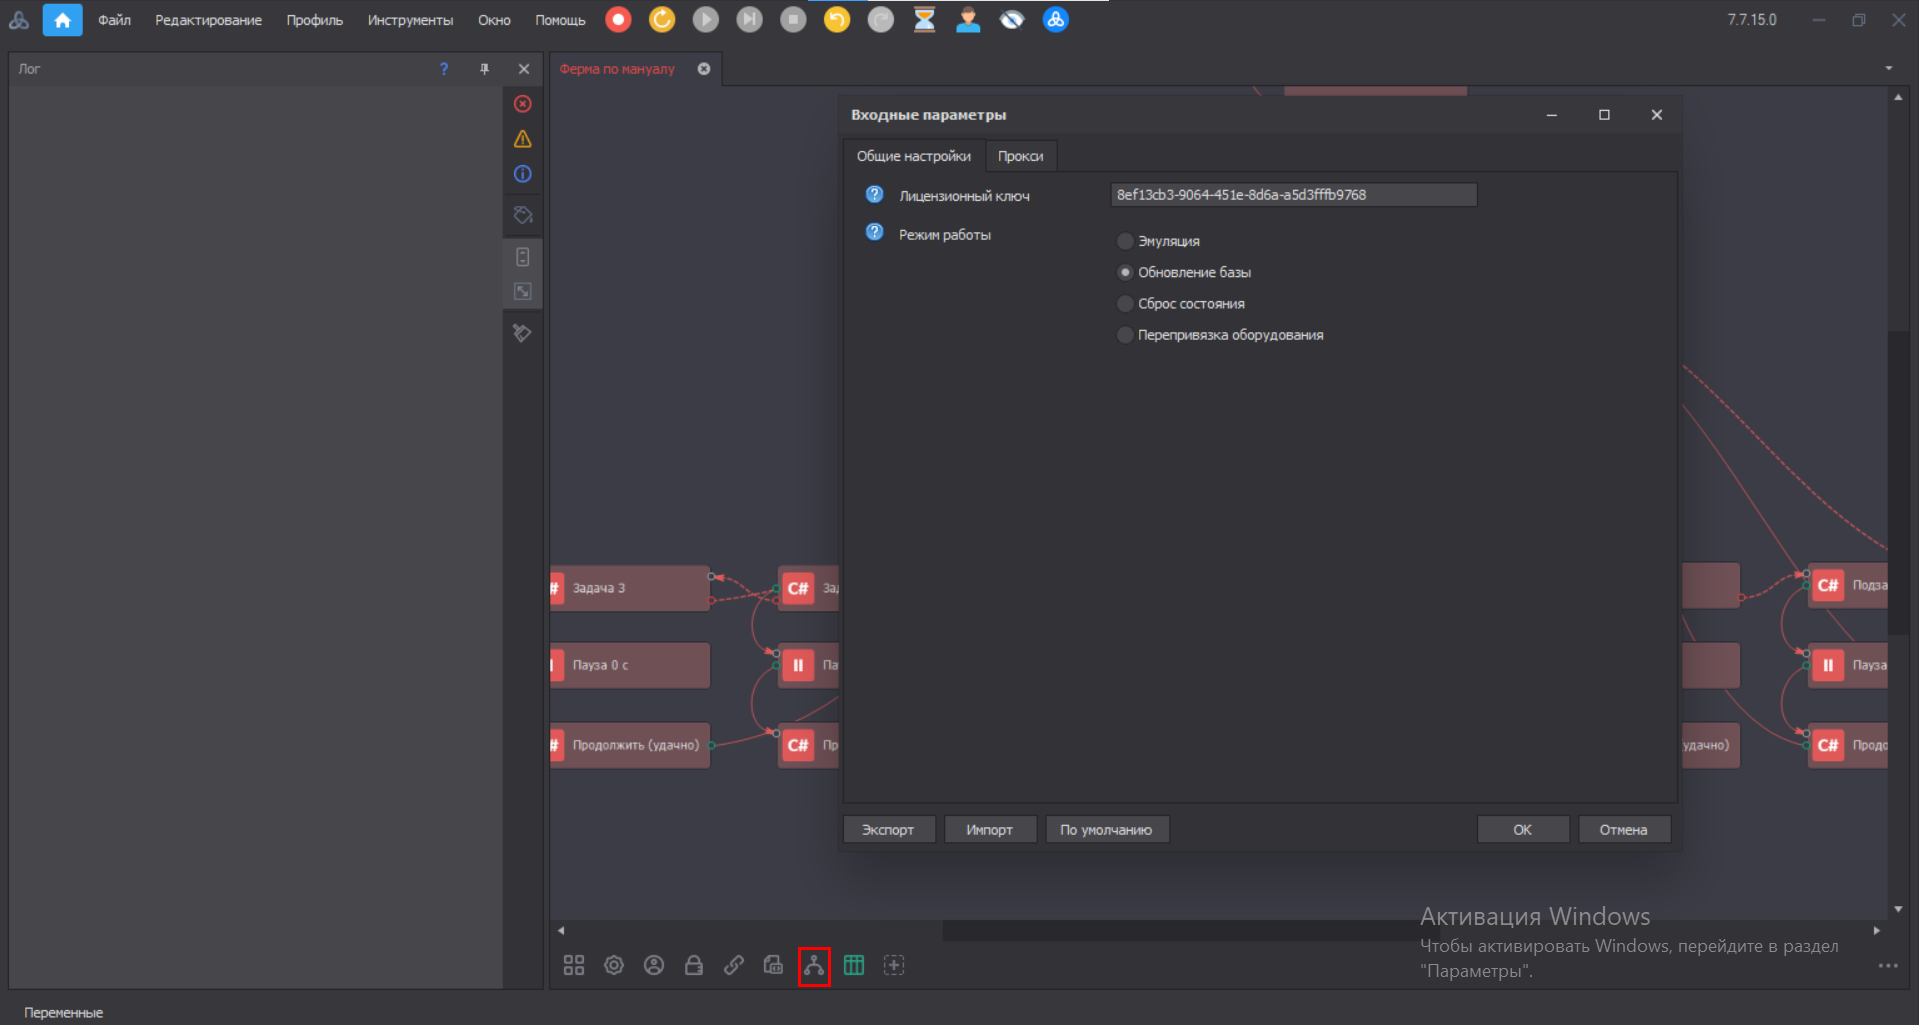 Файл Редактирование Профиль Инструменты Окно Помощь 7.7.15.0
Лог ?
Ферма по мануалу
Входные параметры
Общие настройки Прокси
? Лицензионный ключ 8ef13cb3-9064-451e-8d6a-a5d3fffb9768
? Режим работы
Эмуляция
Обновление базы
Сброс состояния
Перепривязка оборудования
# Задача 3 C# Зад C# Подза
Пауза 0 с Па Пауза
# Продолжить (удачно) C# Пр удачно) C# Продо
Экспорт Импорт По умолчанию OK Отмена
Активация Windows
Чтобы активировать Windows, перейдите в раздел
"Параметры".
Переменные